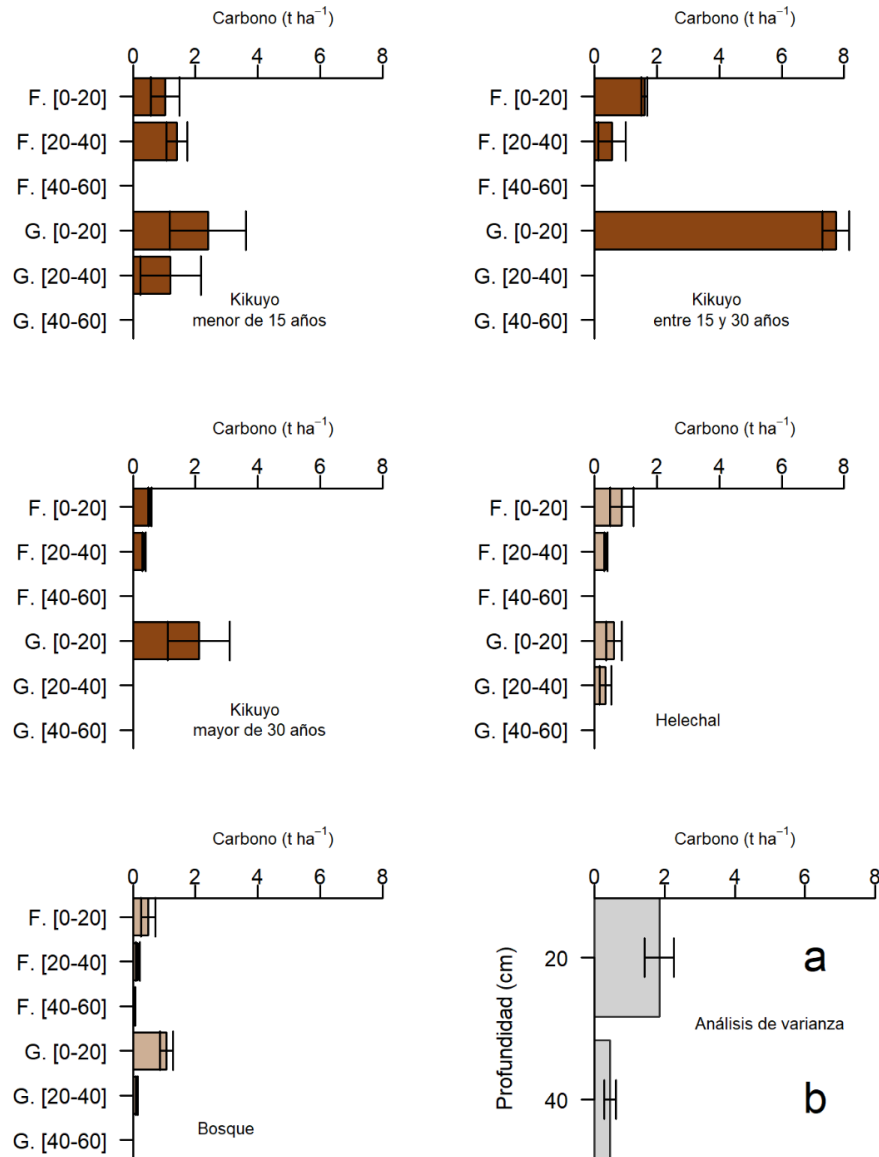 Carbono (t ha⁻¹)
0 2 4 6 8
F. [0-20]
F. [20-40]
F. [40-60]
G. [0-20]
G. [20-40]
G. [40-60]
Kikuyo
menor de 15 años
Carbono (t ha⁻¹)
0 2 4 6 8
F. [0-20]
F. [20-40]
F. [40-60]
G. [0-20]
G. [20-40]
G. [40-60]
Kikuyo
entre 15 y 30 años
Carbono (t ha⁻¹)
0 2 4 6 8
F. [0-20]
F. [20-40]
F. [40-60]
G. [0-20]
G. [20-40]
G. [40-60]
Kikuyo
mayor de 30 años
Carbono (t ha⁻¹)
0 2 4 6 8
F. [0-20]
F. [20-40]
F. [40-60]
G. [0-20]
G. [20-40]
G. [40-60]
Helechal
Carbono (t ha⁻¹)
0 2 4 6 8
F. [0-20]
F. [20-40]
F. [40-60]
G. [0-20]
G. [20-40]
G. [40-60]
Bosque
Carbono (t ha⁻¹)
0 2 4 6 8
Profundidad (cm)
20
a
Análisis de varianza
40
b